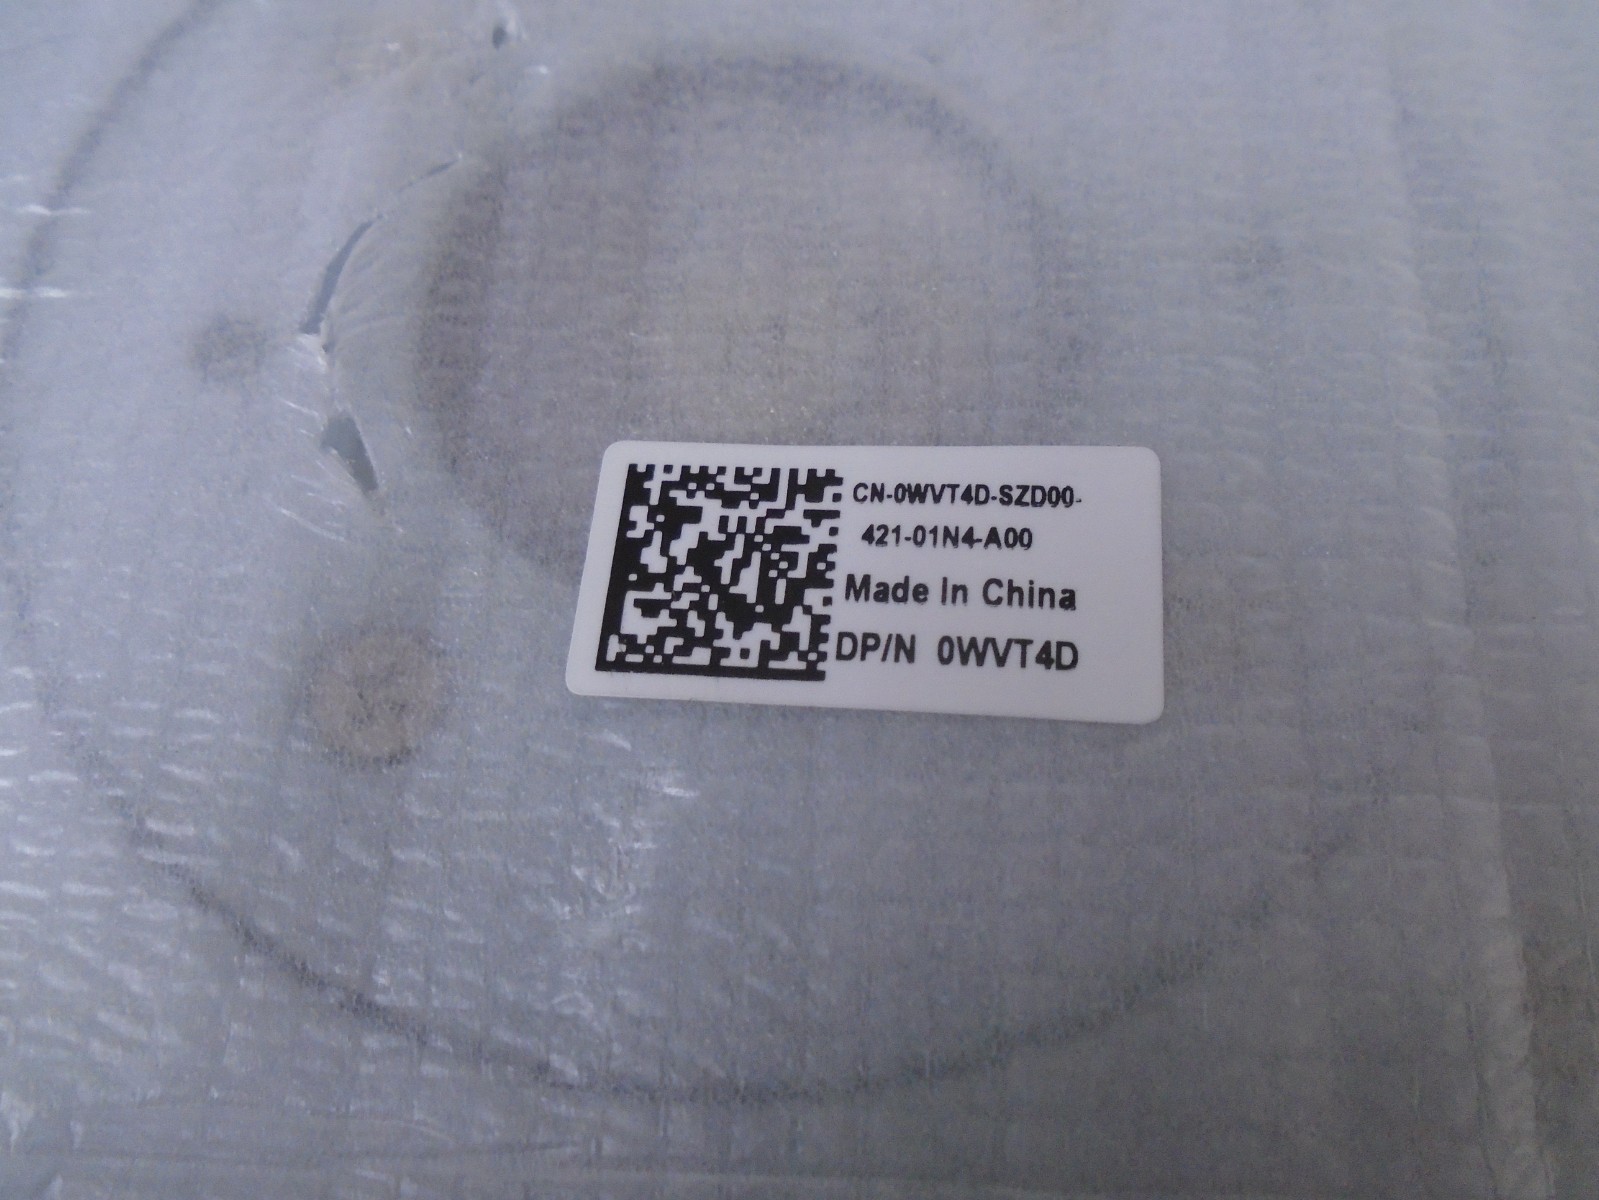 CN-0WVT4D-SZD00-
421-01N4-A00
Made In China
DP/N 0WVT4D